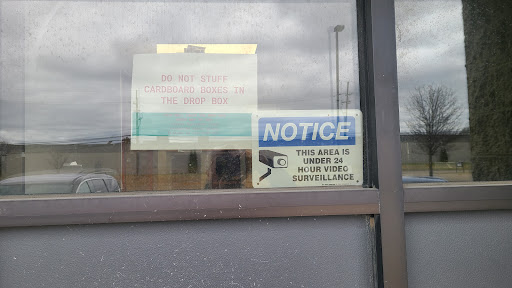 DO NOT STUFF
CARDBOARD BOXES IN
THE DROP BOX
NOTICE
THIS AREA IS
UNDER 24
HOUR VIDEO
SURVEILLANCE